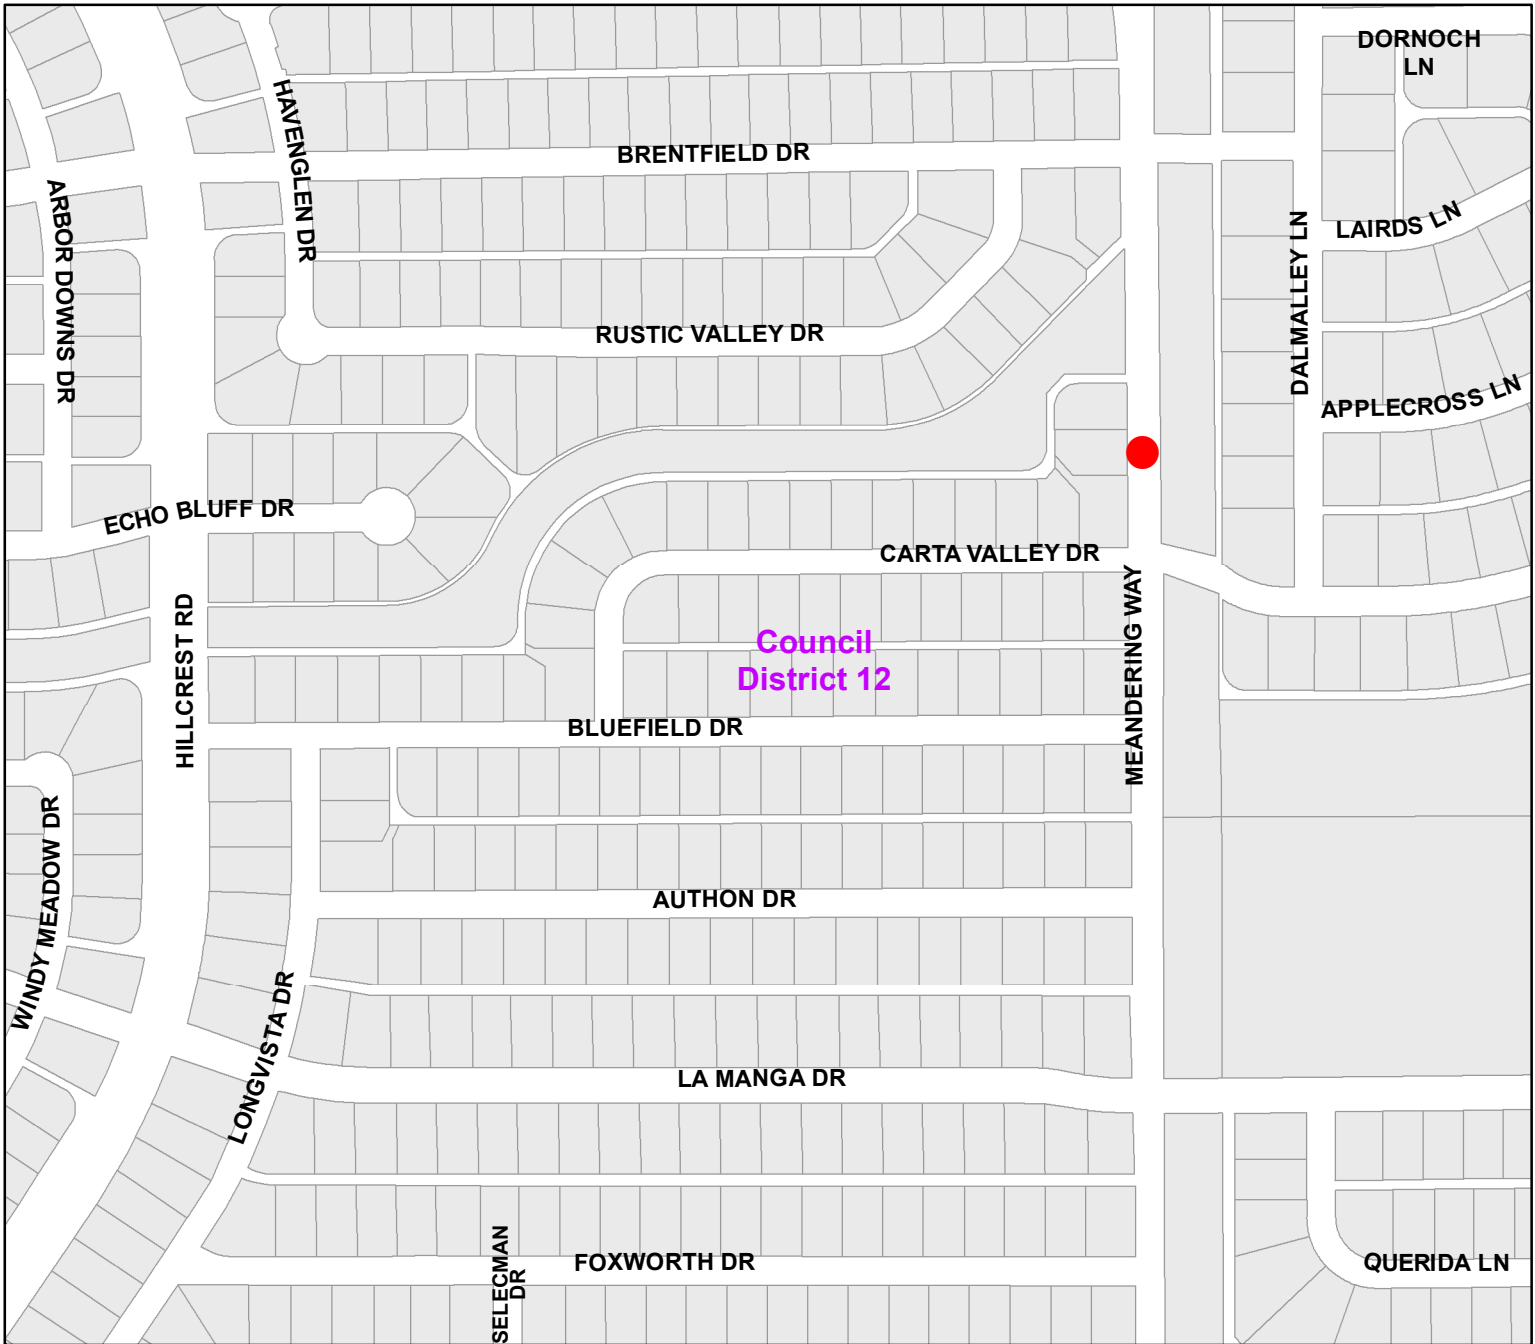 DORNOCH
LN
HAVENGLEN DR
BRENTFIELD DR
ARBOR DOWNS DR
LAIRDS LN
DALMALLEY LN
RUSTIC VALLEY DR
APPLECROSS LN
ECHO BLUFF DR
CARTA VALLEY DR
MEANDERING WAY
HILLCREST RD
Council
District 12
BLUEFIELD DR
WINDY MEADOW DR
AUTHON DR
LONGVISTA DR
LA MANGA DR
SELECMAN
DR
FOXWORTH DR
QUERIDA LN